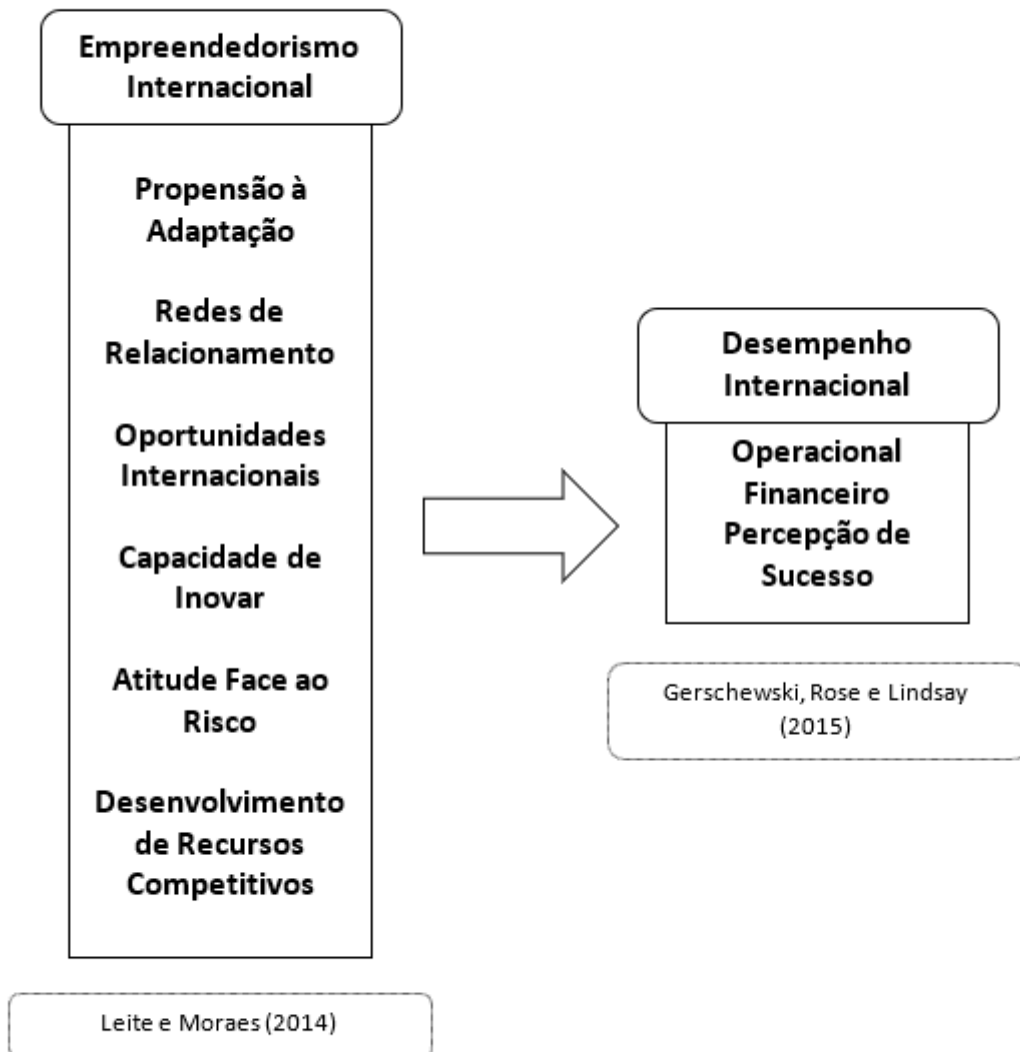 Empreendedorismo
Internacional
Propensão à
Adaptação
Redes de
Relacionamento
Oportunidades
Internacionais
Capacidade de
Inovar
Atitude Face ao
Risco
Desenvolvimento
de Recursos
Competitivos
Leite e Moraes (2014)
Desempenho
Internacional
Operacional
Financeiro
Percepção de
Sucesso
Gerschewski, Rose e Lindsay
(2015)